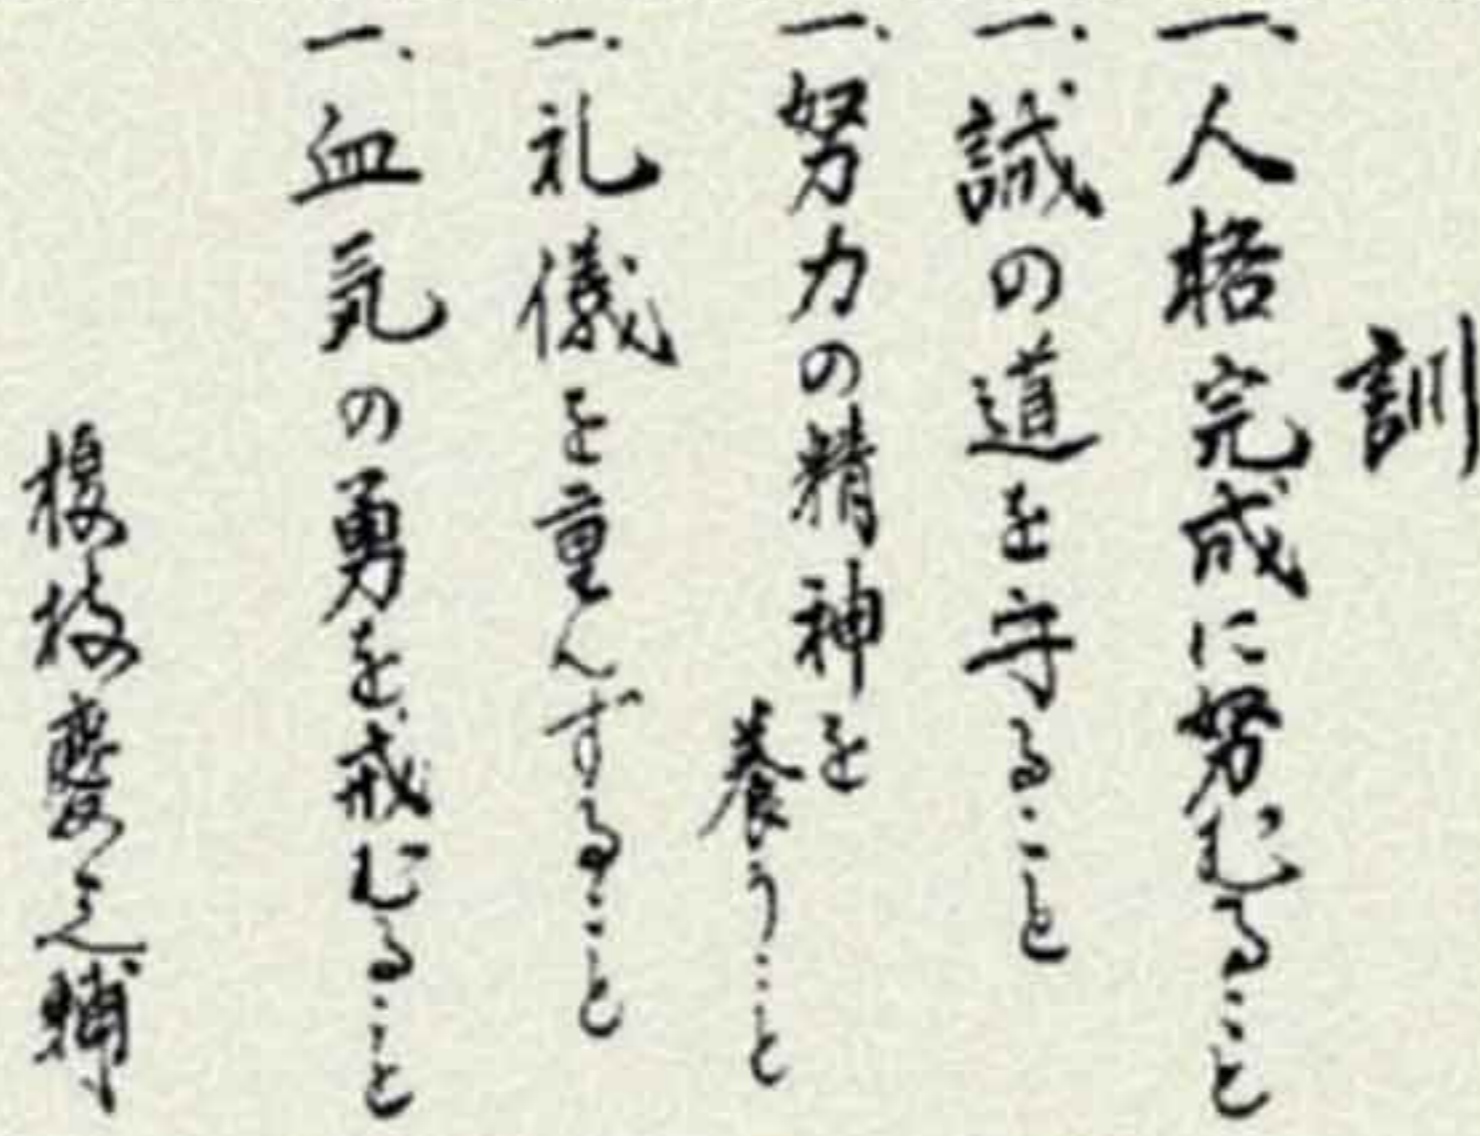 訓
一、人格完成に努むること
一、誠の道を守ること
一、努力の精神を
養うこと
一、礼儀を重んずること
一、血気の勇を戒むること
榎枝慶之輔